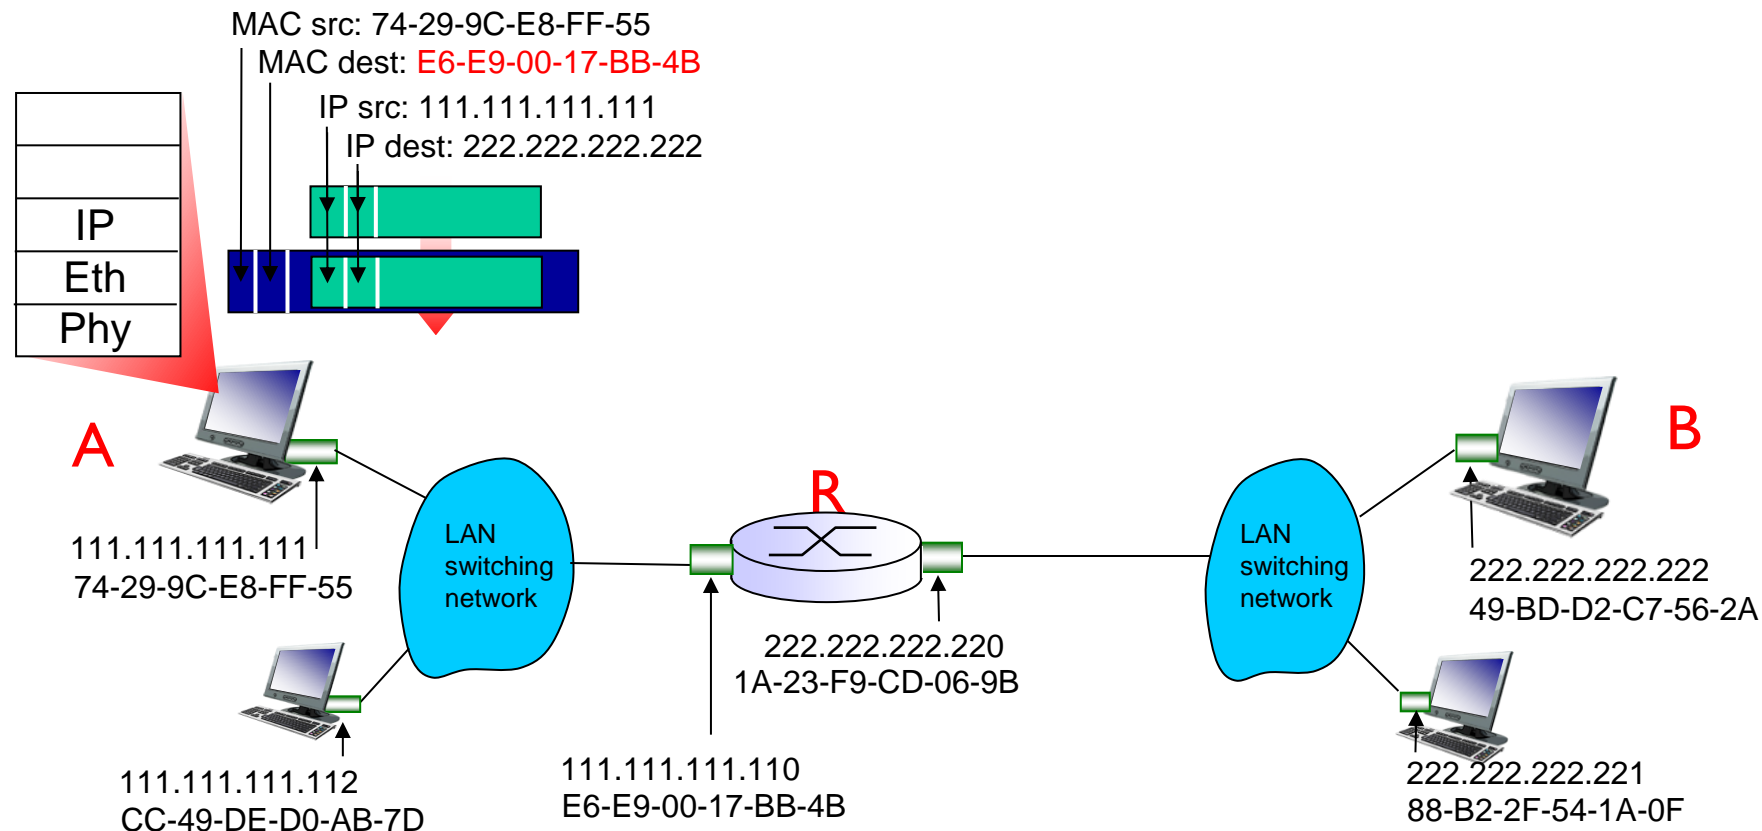 MAC src: 74-29-9C-E8-FF-55
MAC dest: E6-E9-00-17-BB-4B
IP src: 111.111.111.111
IP dest: 222.222.222.222
IP
Eth
Phy
A
R
B
111.111.111.111
74-29-9C-E8-FF-55
LAN
switching
network
LAN
switching
network
222.222.222.222
49-BD-D2-C7-56-2A
222.222.222.220
1A-23-F9-CD-06-9B
111.111.111.112
CC-49-DE-D0-AB-7D
111.111.111.110
E6-E9-00-17-BB-4B
222.222.222.221
88-B2-2F-54-1A-0F